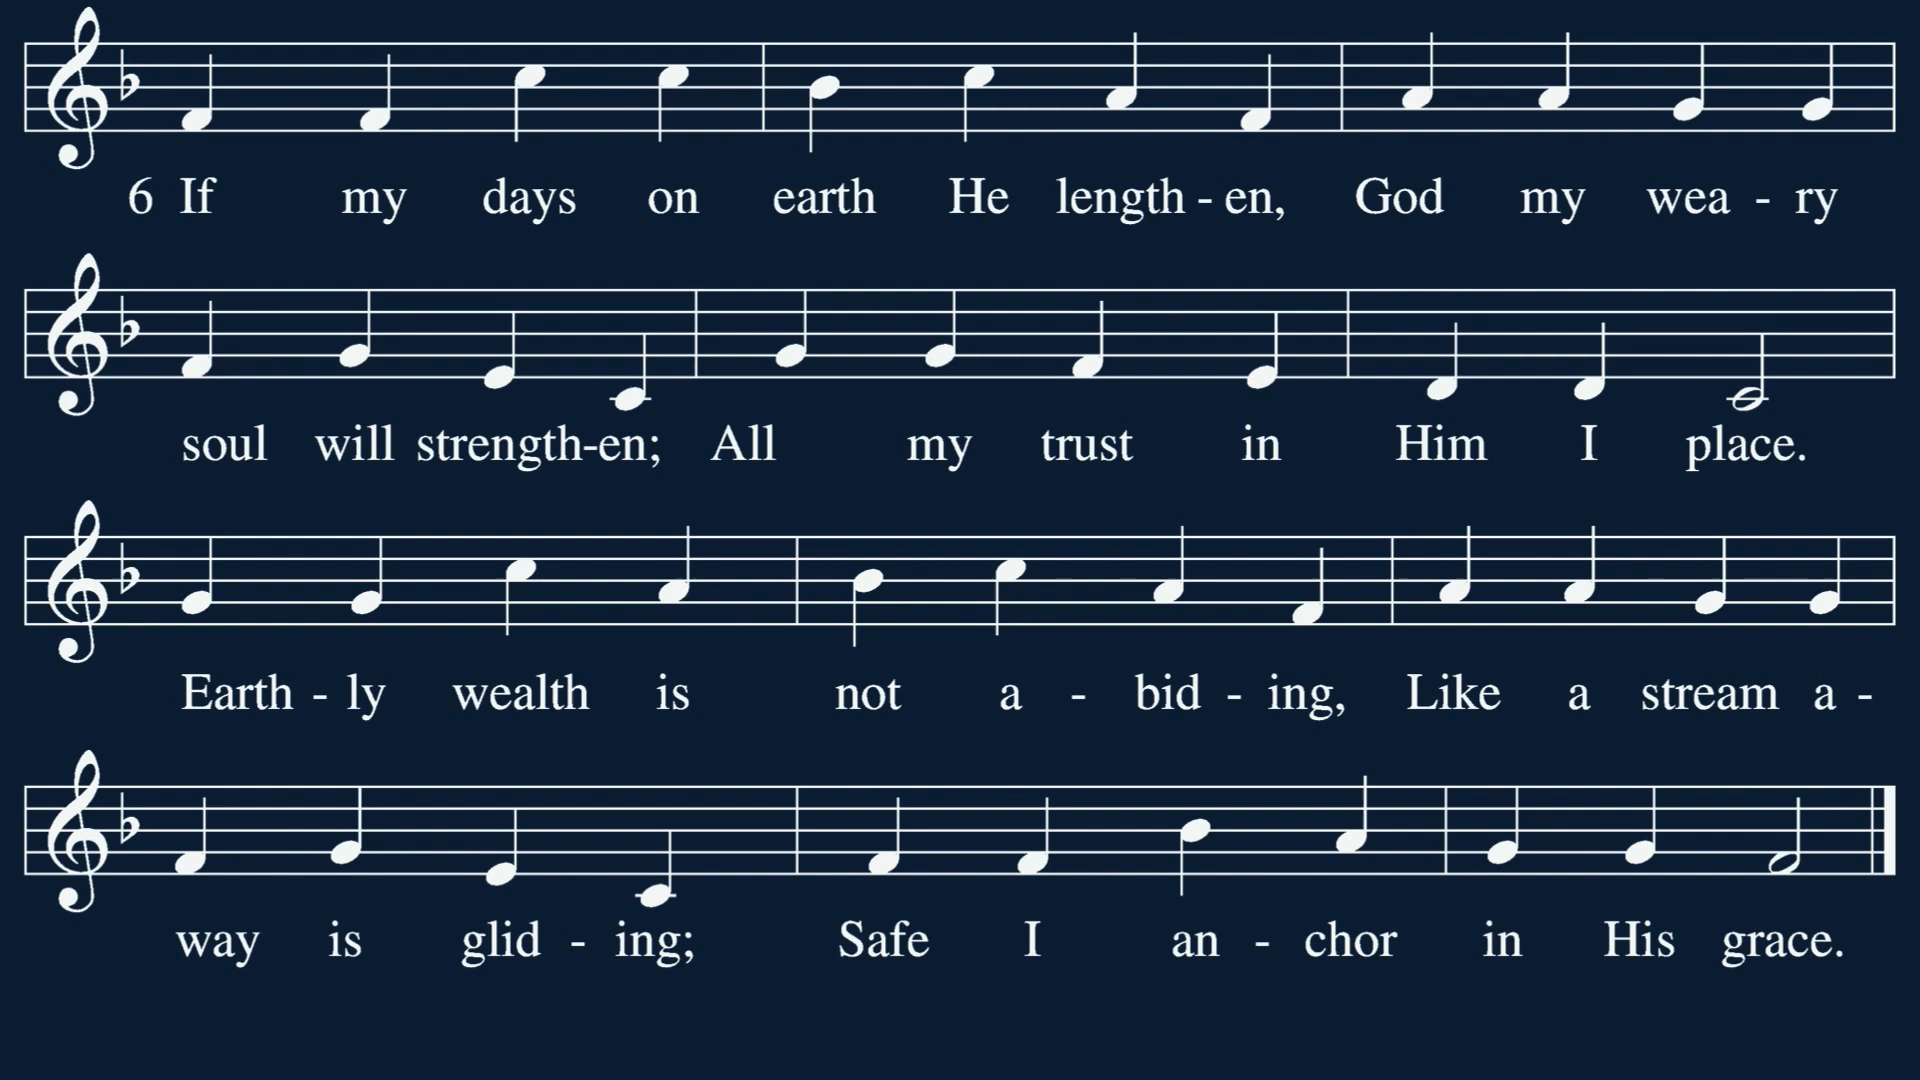 6 If my days on earth He length - en, God my wea - ry
soul will strength-en; All my trust in Him I place.
Earth - ly wealth is not a - bid - ing, Like a stream a -
way is glid - ing; Safe I an - chor in His grace.